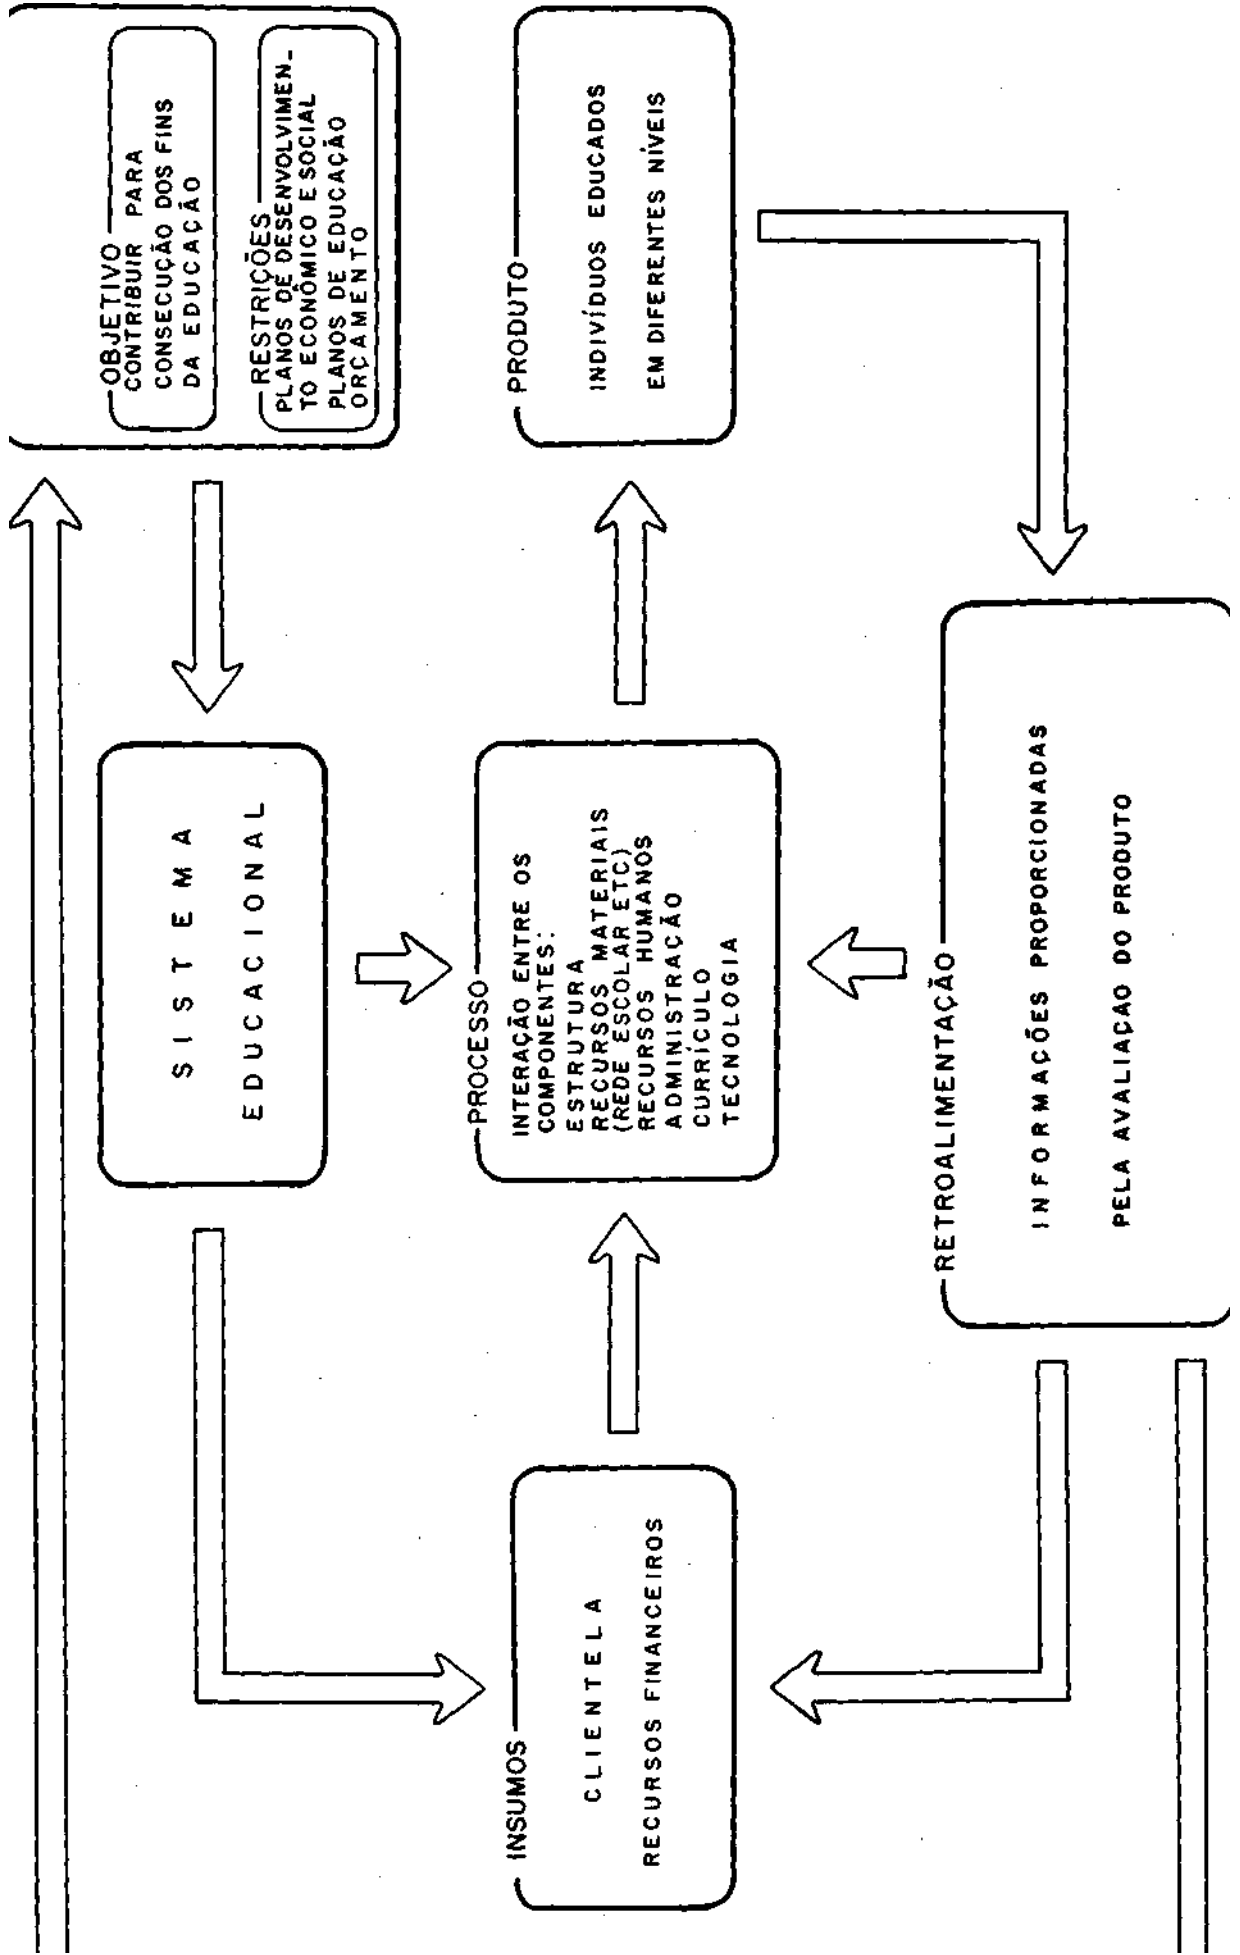 OBJETIVO
CONTRIBUIR PARA
CONSECUÇÃO DOS FINS
DA EDUCAÇÃO
RESTRIÇÕES
PLANOS DE DESENVOLVIMEN_
TO ECONÔMICO E SOCIAL
PLANOS DE EDUCAÇÃO
ORÇAMENTO
SISTEMA
EDUCACIONAL
INSUMOS
CLIENTELA
RECURSOS FINANCEIROS
PROCESSO
INTERAÇÃO ENTRE OS
COMPONENTES:
ESTRUTURA
RECURSOS MATERIAIS
(REDE ESCOLAR ETC)
RECURSOS HUMANOS
ADMINISTRAÇÃO
CURRÍCULO
TECNOLOGIA
PRODUTO
INDIVÍDUOS EDUCADOS
EM DIFERENTES NÍVEIS
RETROALIMENTAÇÃO
INFORMAÇÕES PROPORCIONADAS
PELA AVALIAÇAO DO PRODUTO